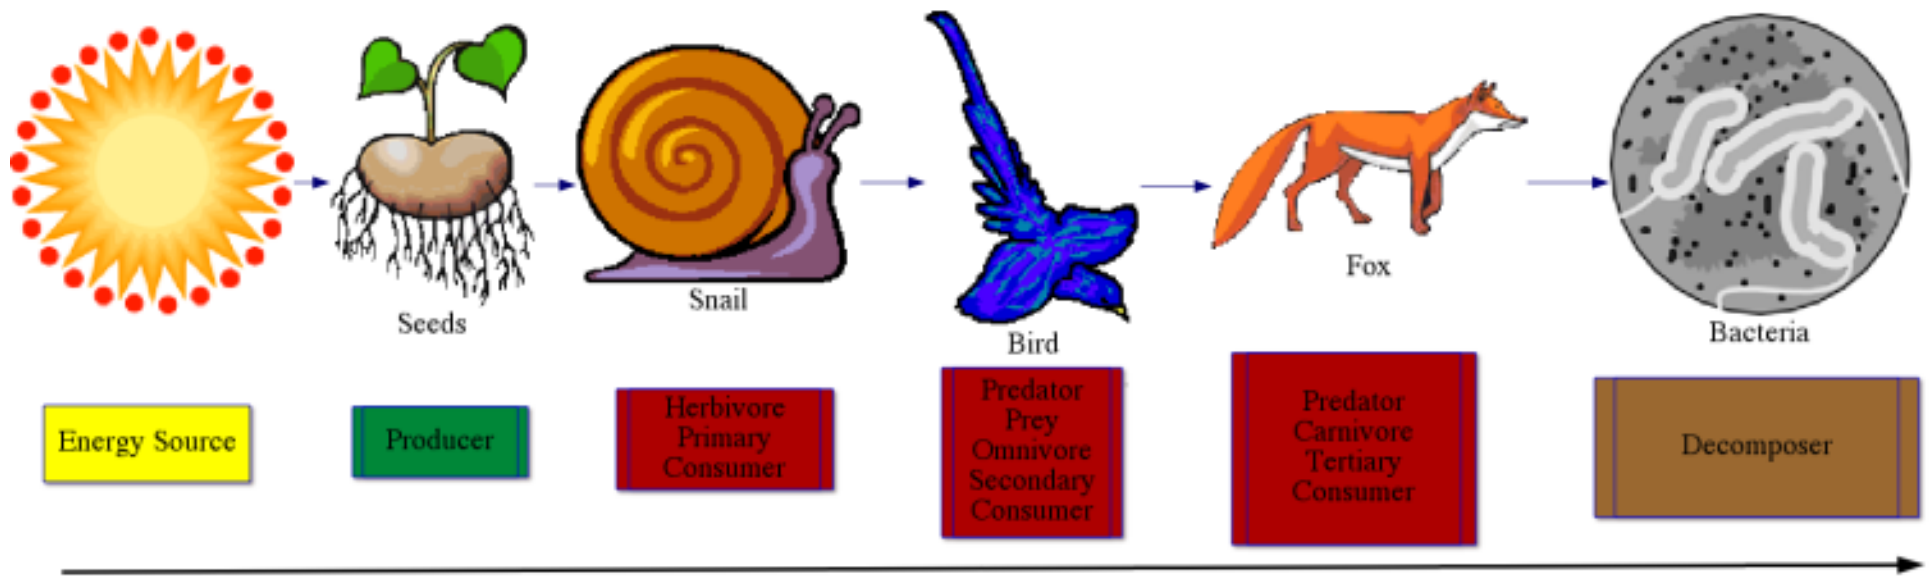 Seeds
Snail
Bird
Fox
Bacteria
Energy Source
Producer
Herbivore
Primary
Consumer
Predator
Prey
Omnivore
Secondary
Consumer
Predator
Carnivore
Tertiary
Consumer
Decomposer